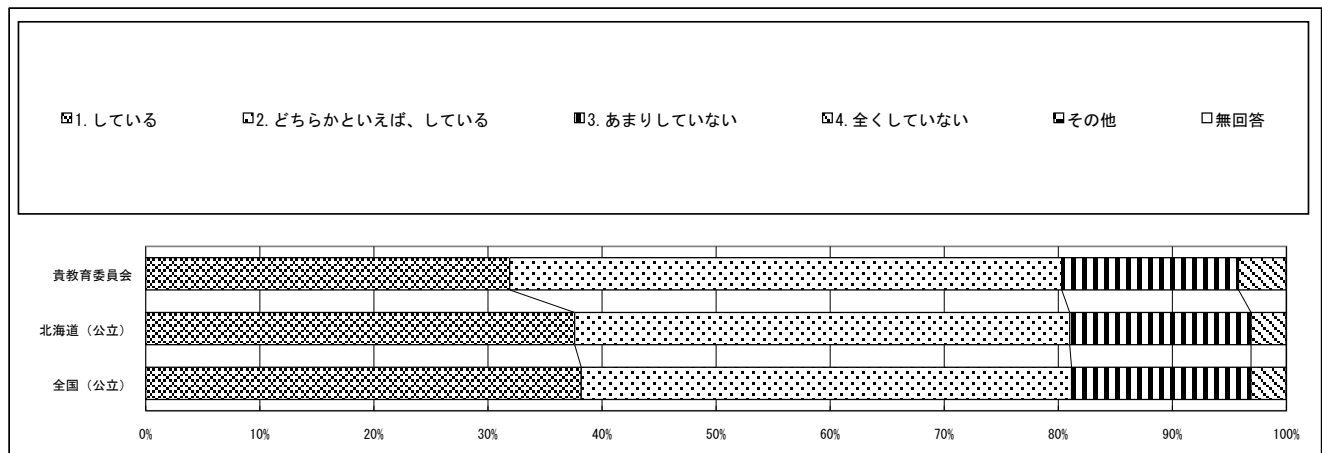 1. している 2. どちらかといえば、している 3. あまりしていない 4. 全くしていない その他 無回答
貴教育委員会
北海道（公立）
全国（公立）
0% 10% 20% 30% 40% 50% 60% 70% 80% 90% 100%